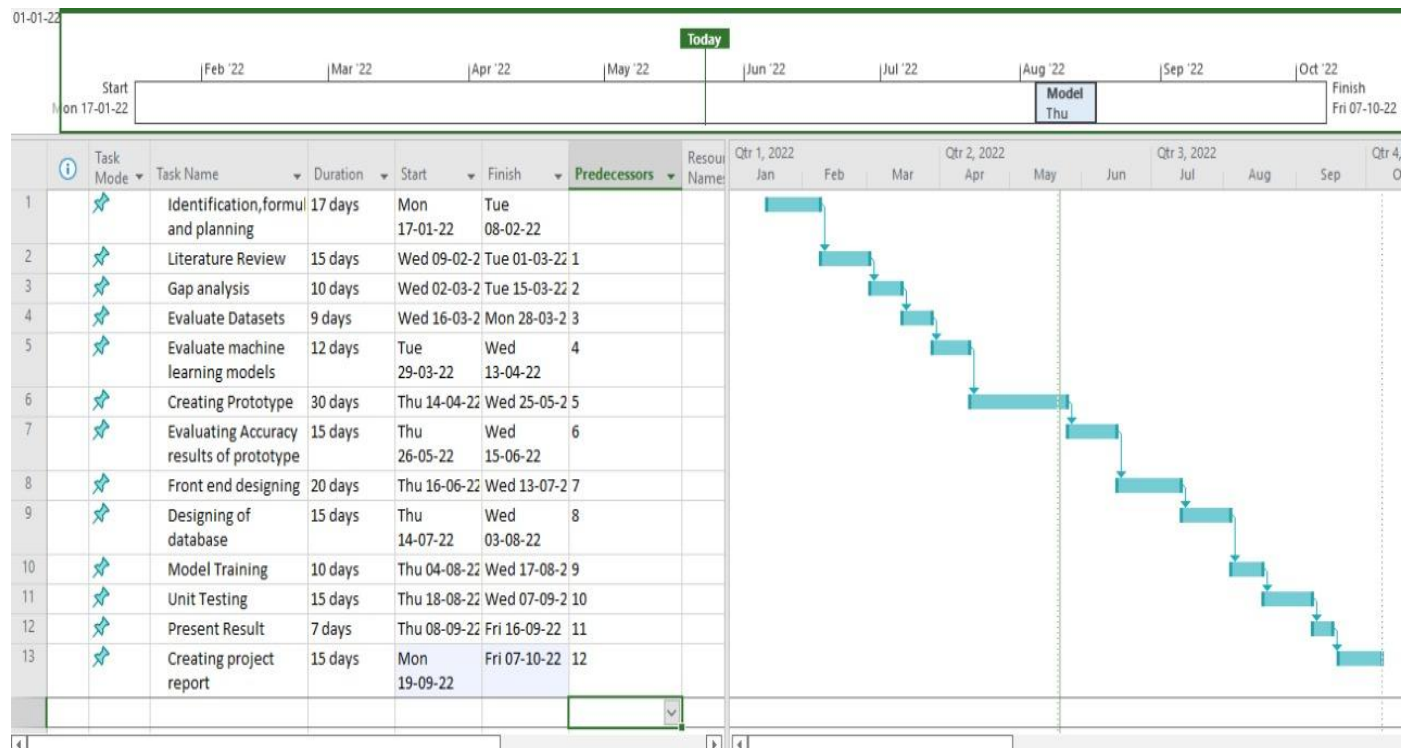 01-01-22
Today
Feb '22 Mar '22 Apr '22 May '22 Jun '22 Jul '22 Aug '22 Sep '22 Oct '22
Start Model Finish
Mon 17-01-22 Thu Fri 07-10-22
Task Mode Task Name Duration Start Finish Predecessors Resou Name
Qtr 1, 2022 Qtr 2, 2022 Qtr 3, 2022 Qtr 4,
Jan Feb Mar Apr May Jun Jul Aug Sep O
1 Identification,formul 17 days Mon Tue
and planning 17-01-22 08-02-22
2 Literature Review 15 days Wed 09-02-2 Tue 01-03-22 1
3 Gap analysis 10 days Wed 02-03-2 Tue 15-03-22 2
4 Evaluate Datasets 9 days Wed 16-03-2 Mon 28-03-2 3
5 Evaluate machine 12 days Tue Wed 4
learning models 29-03-22 13-04-22
6 Creating Prototype 30 days Thu 14-04-22 Wed 25-05-2 5
7 Evaluating Accuracy 15 days Thu Wed 6
results of prototype 26-05-22 15-06-22
8 Front end designing 20 days Thu 16-06-22 Wed 13-07-2 7
9 Designing of 15 days Thu Wed 8
database 14-07-22 03-08-22
10 Model Training 10 days Thu 04-08-22 Wed 17-08-2 9
11 Unit Testing 15 days Thu 18-08-22 Wed 07-09-2 10
12 Present Result 7 days Thu 08-09-22 Fri 16-09-22 11
13 Creating project 15 days Mon Fri 07-10-22 12
report 19-09-22